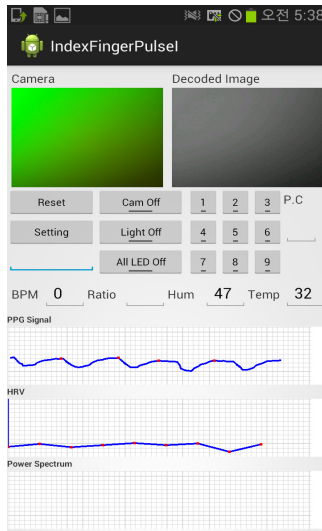 오전 5:38
IndexFingerPulseI
Camera Decoded Image
Reset Cam Off 1 2 3 P.C
Setting Light Off 4 5 6
All LED Off 7 8 9
BPM 0 Ratio Hum 47 Temp 32
PPG Signal
HRV
Power Spectrum